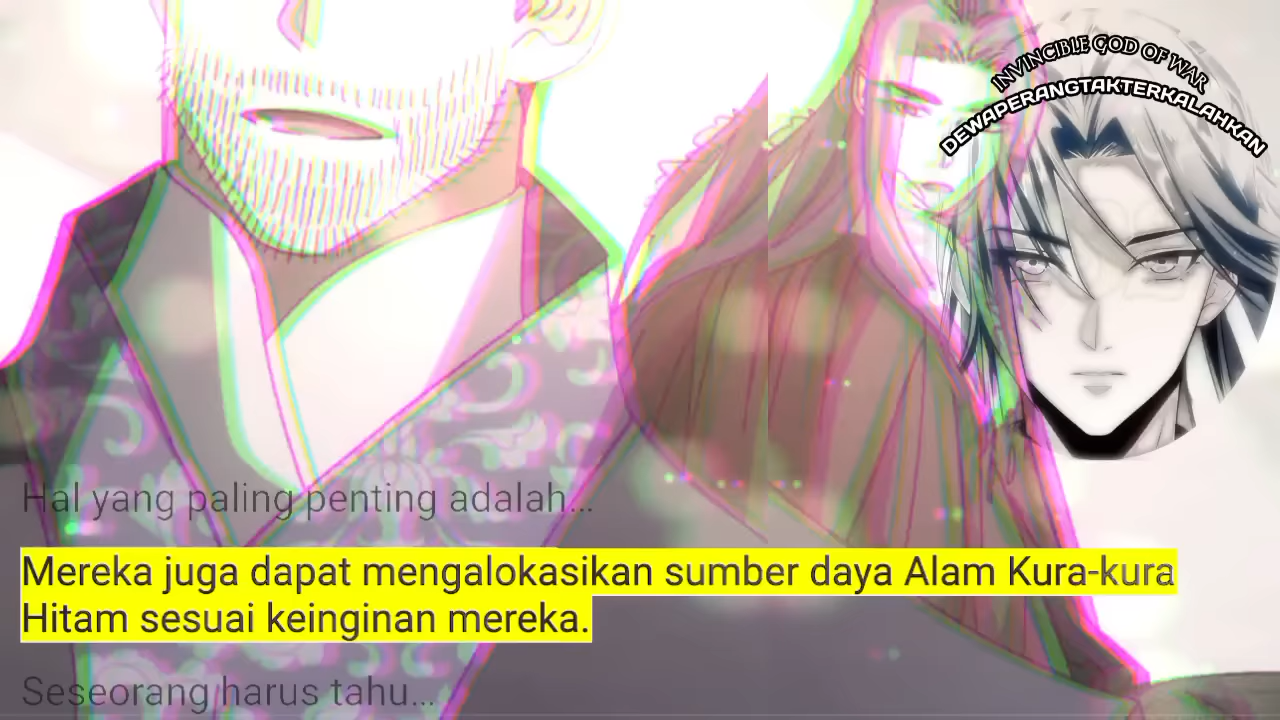 INVINCIBLE GOD OF WAR
DEWAPERANGTAKTERKALAHKAN
Hal yang paling penting adalah...
Mereka juga dapat mengalokasikan sumber daya Alam Kura-kura
Hitam sesuai keinginan mereka.
Seseorang harus tahu...